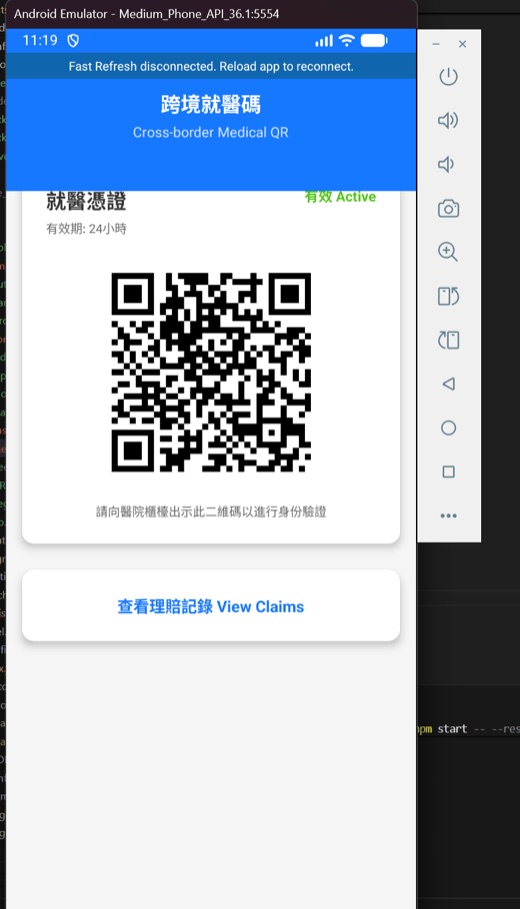 Android Emulator - Medium_Phone_API_36.1:5554
11:19
Fast Refresh disconnected. Reload app to reconnect.
跨境就醫碼
Cross-border Medical QR
就醫憑證
有效 Active
有效期: 24小時
請向醫院櫃檯出示此二維碼以進行身份驗證
查看理賠記錄 View Claims
npm start -- --res